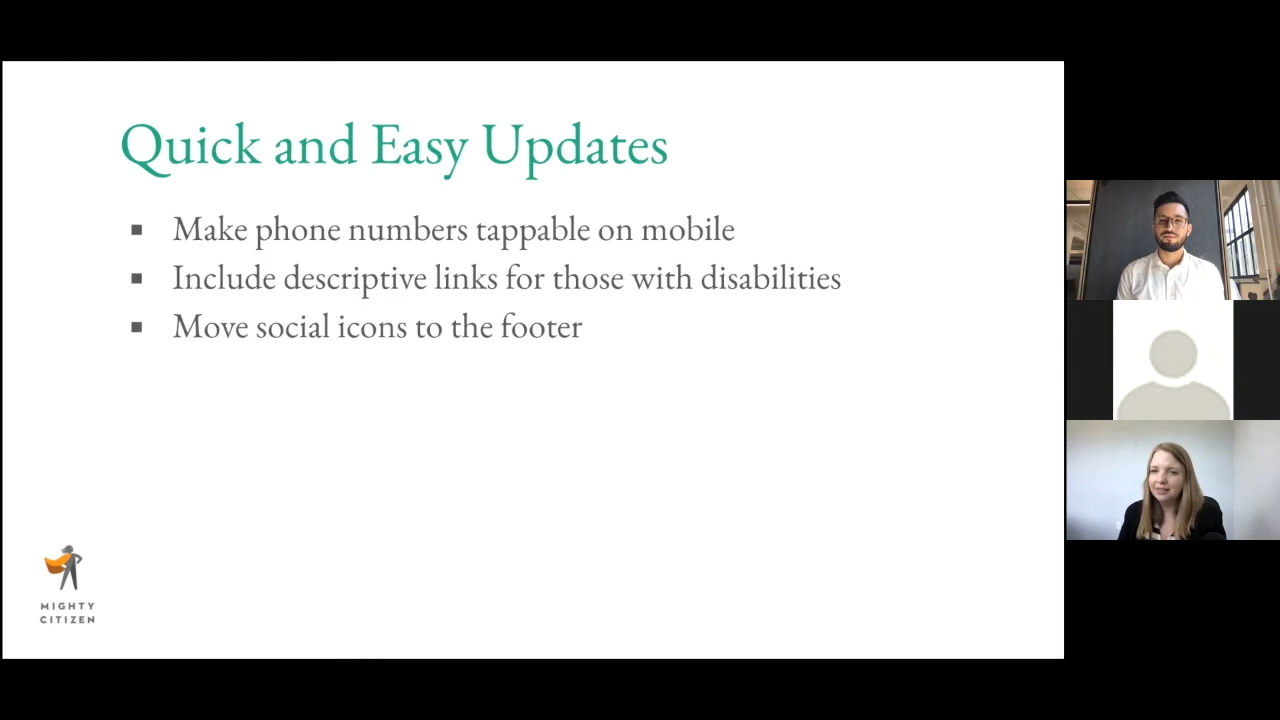 Quick and Easy Updates
▪ Make phone numbers tappable on mobile
▪ Include descriptive links for those with disabilities
▪ Move social icons to the footer
MIGHTY
CITIZEN